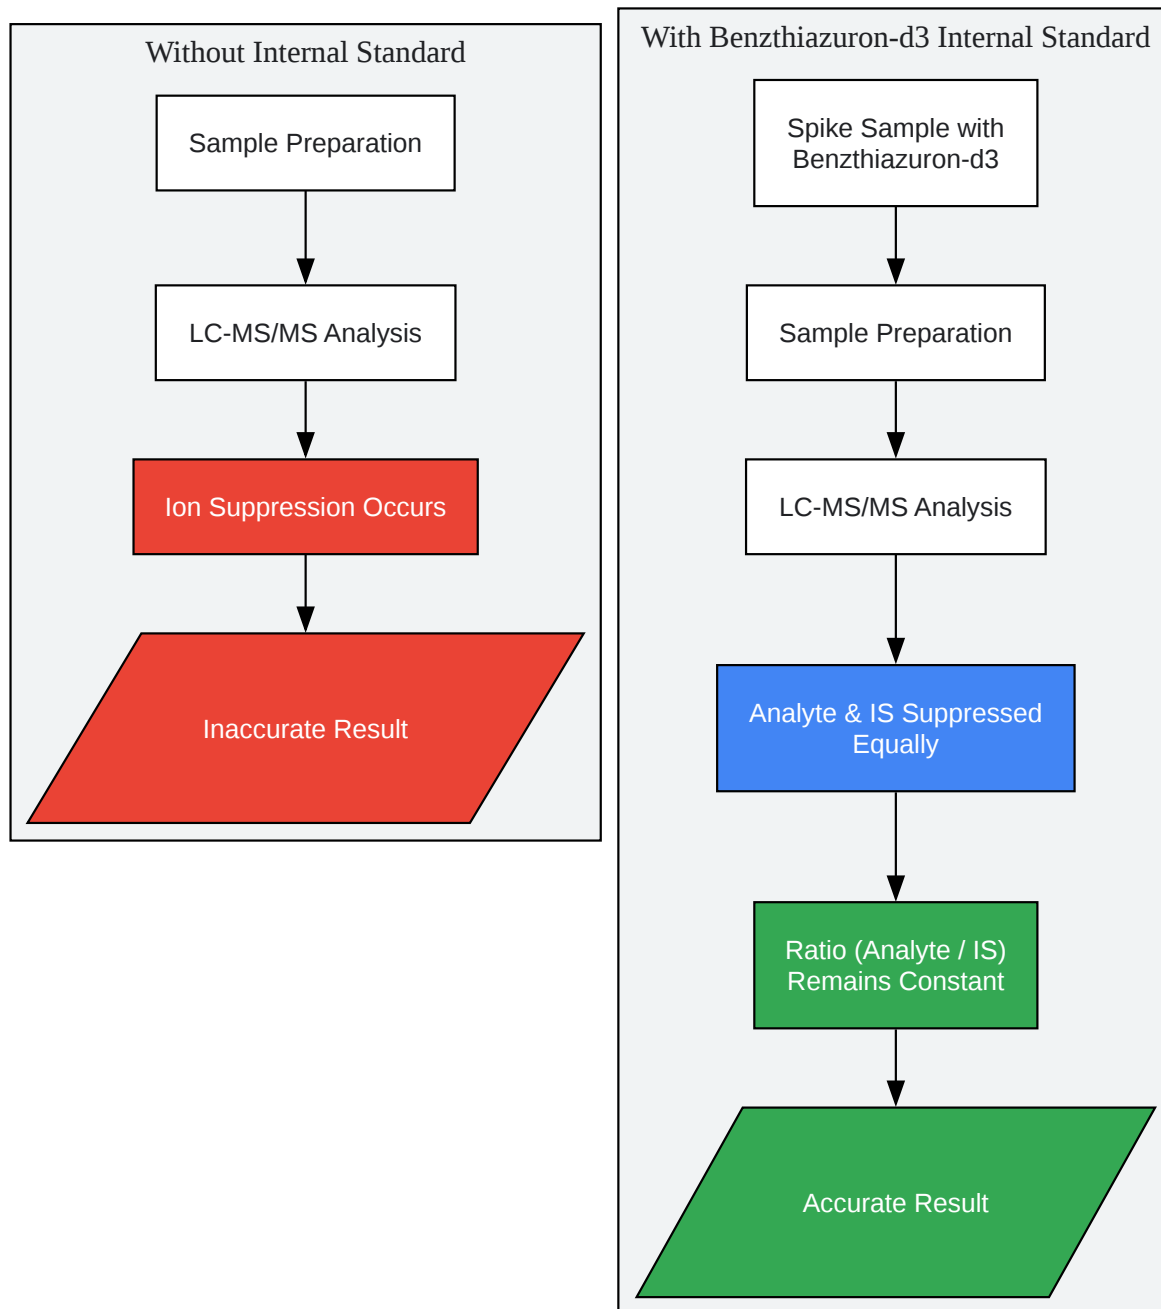 Without Internal Standard
Sample Preparation
LC-MS/MS Analysis
Ion Suppression Occurs
Inaccurate Result
With Benzthiazuron-d3 Internal Standard
Spike Sample with
Benzthiazuron-d3
Sample Preparation
LC-MS/MS Analysis
Analyte & IS Suppressed
Equally
Ratio (Analyte / IS)
Remains Constant
Accurate Result